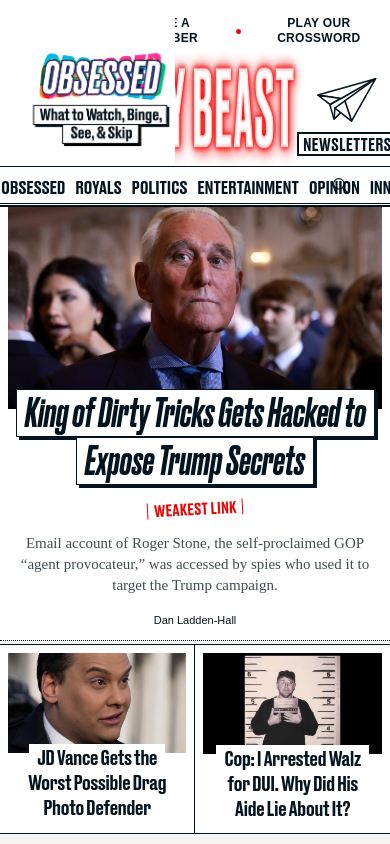 PLAY OUR
CROSSWORD
OBSESSED
What to Watch, Binge,
See, & Skip
BEAST
NEWSLETTERS
OBSESSED ROYALS POLITICS ENTERTAINMENT OPINION INN
King of Dirty Tricks Gets Hacked to
Expose Trump Secrets
WEAKEST LINK
Email account of Roger Stone, the self-proclaimed GOP
“agent provocateur,” was accessed by spies who used it to
target the Trump campaign.
Dan Ladden-Hall
JD Vance Gets the
Worst Possible Drag
Photo Defender
Cop: I Arrested Walz
for DUI. Why Did His
Aide Lie About It?